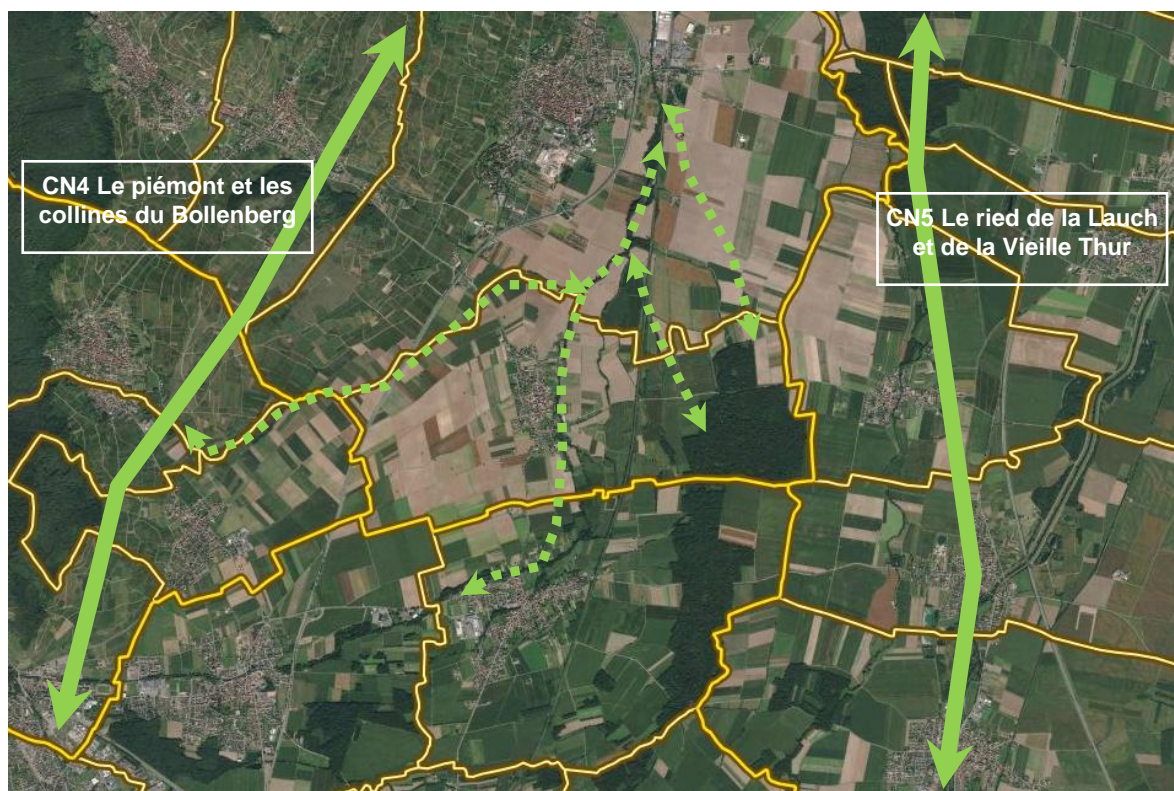 CN4 Le piémont et les
collines du Bollenberg
CN5 Le ried de la Lauch
et de la Vieille Thur